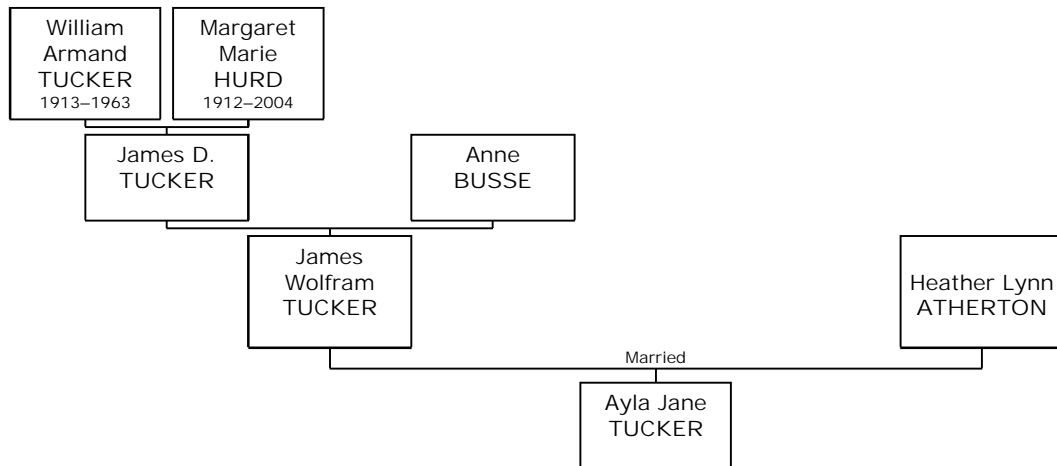 William
Armand
TUCKER
1913–1963
Margaret
Marie
HURD
1912–2004
James D.
TUCKER
Anne
BUSSE
James
Wolfram
TUCKER
Heather Lynn
ATHERTON
Married
Ayla Jane
TUCKER